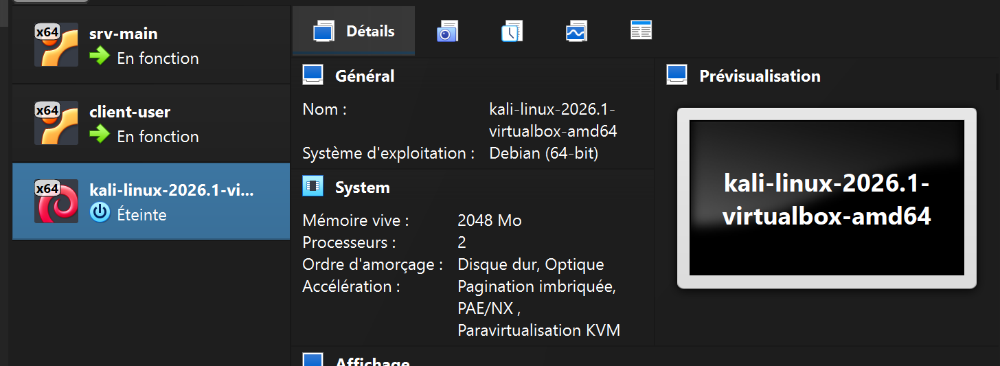 x64
srv-main
En fonction
x64
client-user
En fonction
x64
kali-linux-2026.1-vi...
Éteinte
Détails
Général
Nom :
kali-linux-2026.1-
virtualbox-amd64
Système d'exploitation :
Debian (64-bit)
System
Mémoire vive :
2048 Mo
Processeurs :
2
Ordre d'amorçage :
Disque dur, Optique
Accélération :
Pagination imbriquée,
PAE/NX ,
Paravirtualisation KVM
Affichage
Prévisualisation
kali-linux-2026.1-
virtualbox-amd64